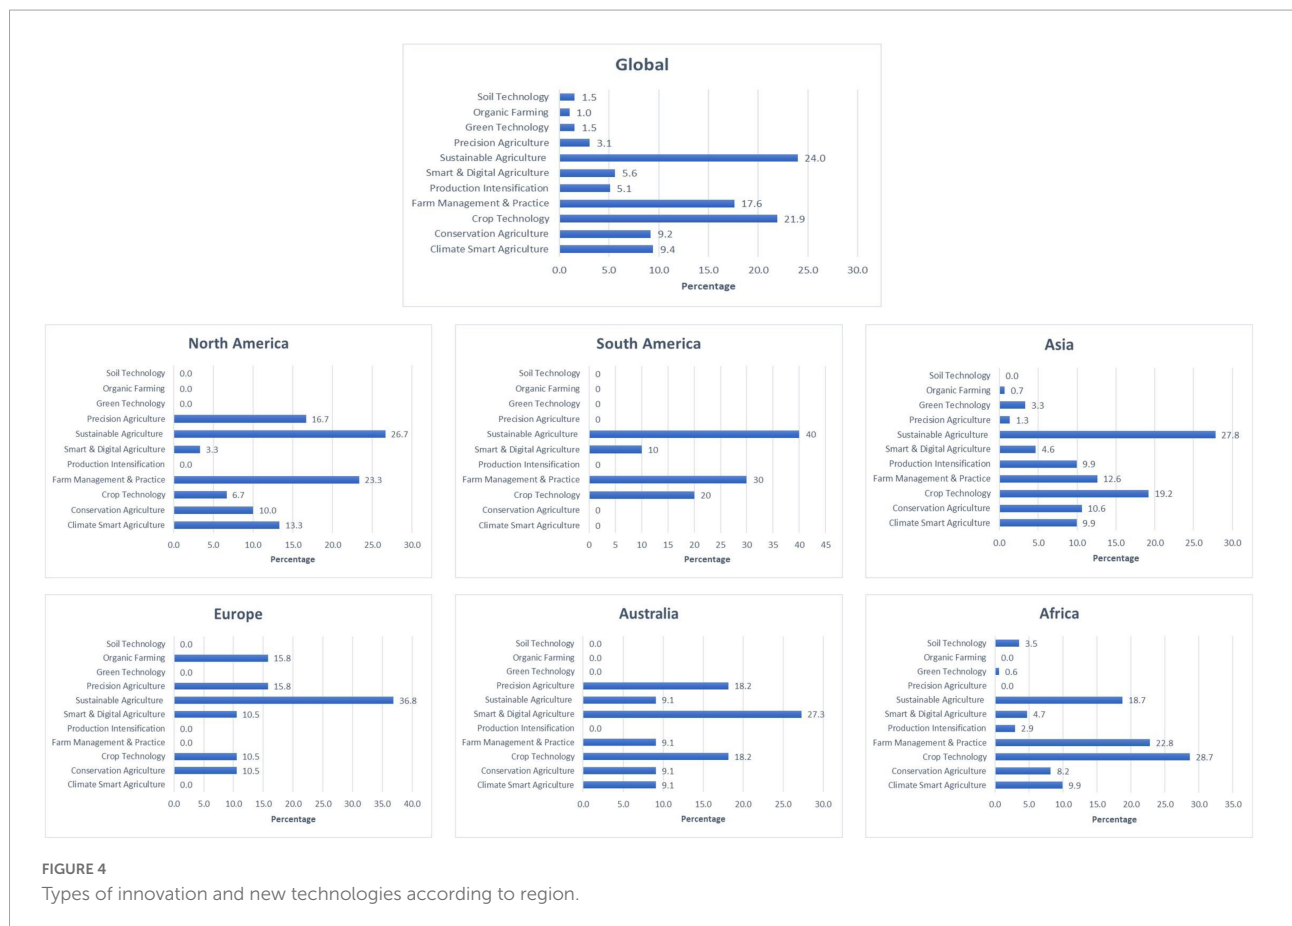 Global
Soil Technology 1.5
Organic Farming 1.0
Green Technology 1.5
Precision Agriculture 3.1
Sustainable Agriculture 24.0
Smart & Digital Agriculture 5.6
Production Intensification 5.1
Farm Management & Practice 17.6
Crop Technology 21.9
Conservation Agriculture 9.2
Climate Smart Agriculture 9.4
0.0 5.0 10.0 15.0 20.0 25.0 30.0
Percentage
North America
Soil Technology 0.0
Organic Farming 0.0
Green Technology 0.0
Precision Agriculture 16.7
Sustainable Agriculture 26.7
Smart & Digital Agriculture 3.3
Production Intensification 0.0
Farm Management & Practice 23.3
Crop Technology 6.7
Conservation Agriculture 10.0
Climate Smart Agriculture 13.3
0.0 5.0 10.0 15.0 20.0 25.0 30.0
Percentage
South America
Soil Technology 0
Organic Farming 0
Green Technology 0
Precision Agriculture 0
Sustainable Agriculture 40
Smart & Digital Agriculture 10
Production Intensification 0
Farm Management & Practice 30
Crop Technology 20
Conservation Agriculture 0
Climate Smart Agriculture 0
0 5 10 15 20 25 30 35 40 45
Percentage
Asia
Soil Technology 0.0
Organic Farming 0.7
Green Technology 3.3
Precision Agriculture 1.3
Sustainable Agriculture 27.8
Smart & Digital Agriculture 4.6
Production Intensification 9.9
Farm Management & Practice 12.6
Crop Technology 19.2
Conservation Agriculture 10.6
Climate Smart Agriculture 9.9
0.0 5.0 10.0 15.0 20.0 25.0 30.0
Percentage
Europe
Soil Technology 0.0
Organic Farming 15.8
Green Technology 0.0
Precision Agriculture 15.8
Sustainable Agriculture 36.8
Smart & Digital Agriculture 10.5
Production Intensification 0.0
Farm Management & Practice 0.0
Crop Technology 10.5
Conservation Agriculture 10.5
Climate Smart Agriculture 0.0
0.0 5.0 10.0 15.0 20.0 25.0 30.0 35.0 40.0
Percentage
Australia
Soil Technology 0.0
Organic Farming 0.0
Green Technology 0.0
Precision Agriculture 18.2
Sustainable Agriculture 9.1
Smart & Digital Agriculture 27.3
Production Intensification 0.0
Farm Management & Practice 9.1
Crop Technology 18.2
Conservation Agriculture 9.1
Climate Smart Agriculture 9.1
0.0 5.0 10.0 15.0 20.0 25.0 30.0
Percentage
Africa
Soil Technology 3.5
Organic Farming 0.0
Green Technology 0.6
Precision Agriculture 0.0
Sustainable Agriculture 18.7
Smart & Digital Agriculture 4.7
Production Intensification 2.9
Farm Management & Practice 22.8
Crop Technology 28.7
Conservation Agriculture 8.2
Climate Smart Agriculture 9.9
0.0 5.0 10.0 15.0 20.0 25.0 30.0 35.0
Percentage
FIGURE 4
Types of innovation and new technologies according to region.